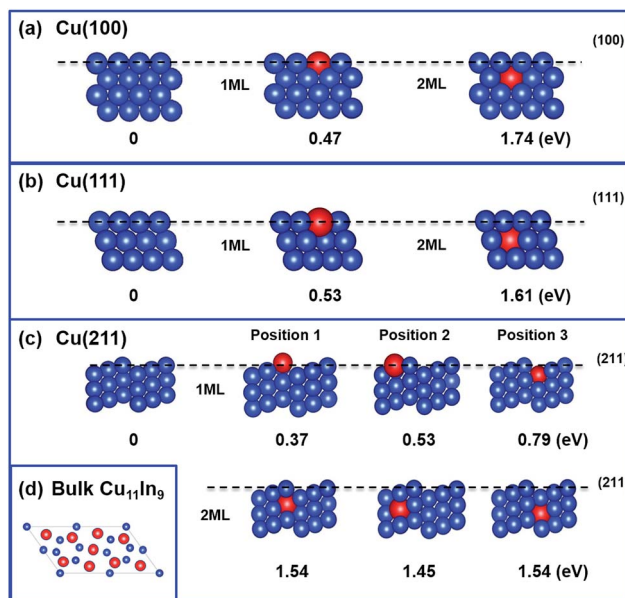 (a) Cu(100)
(100)
1ML
2ML
0
0.47
1.74 (eV)
(b) Cu(111)
(111)
1ML
2ML
0
0.53
1.61 (eV)
(c) Cu(211)
Position 1
Position 2
Position 3
(211)
1ML
0
0.37
0.53
0.79 (eV)
(d) Bulk Cu₁₁In₉
(211
2ML
1.54
1.45
1.54 (eV)